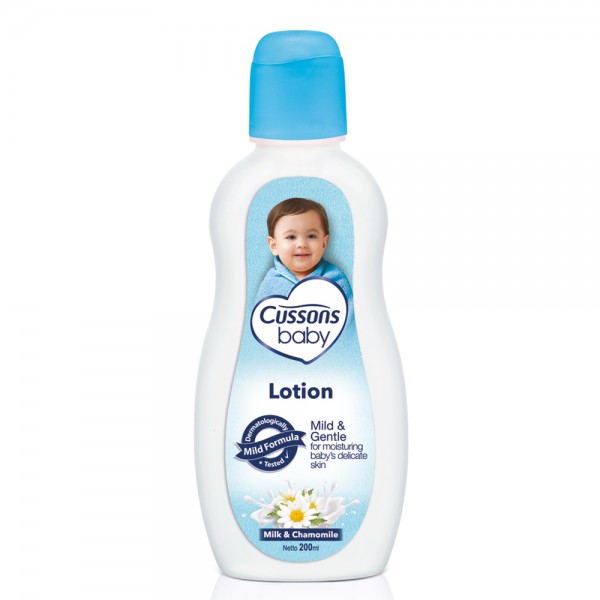 Cussons
baby
Lotion
Dermatologically
Mild Formula
• Tested ✓
Mild &
Gentle
for moisturing
baby's delicate
skin
Milk & Chamomile
Netto 200ml